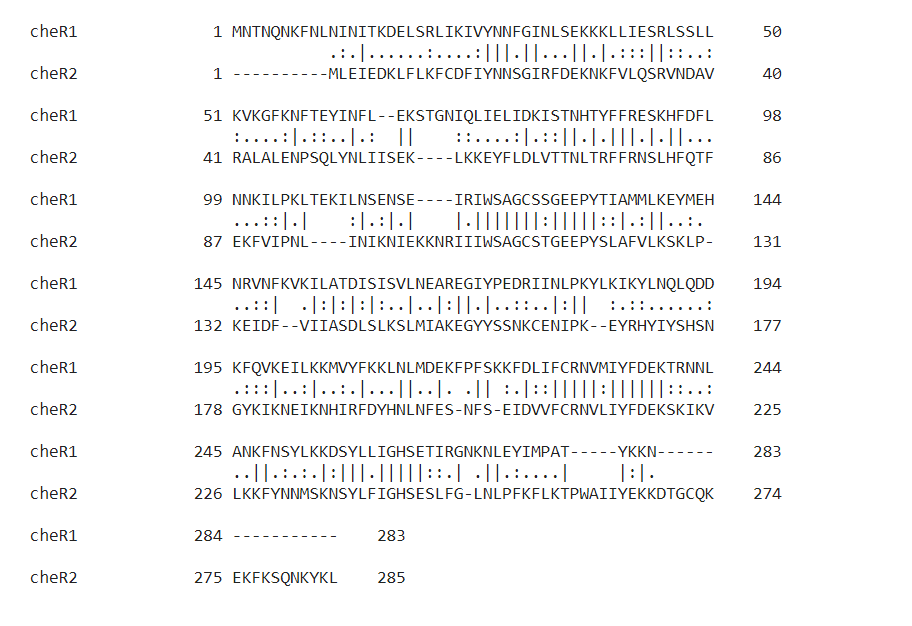 cheR1 1 MNTNQNKFNLNINITKDELSRLIKIVYNNFGINLSEKKKLLIESRLSSLL 50
.:.|......:....:|||.||...||.|.:::||:..:
cheR2 1 ----------MLEIEDKLFLKFCDFIYNNSGIRFDEKNKFVLQSRVNDAV 40
cheR1 51 KVKGFKNFTEYINFL--EKSTGNIQLIELIDKISTNHTYFFRESKHFDFL 98
:....:|.::..|.:  ||    ::....:|.::||.|.|||.|.||...
cheR2 41 RALALENPSQLYNLIISEK----LKKEYFLDLVTTNLTRFFRNSLHFQTF 86
cheR1 99 NNKILPKLTEKILNSENSE----IRIWSAGCSSGEEPYTIAMMLKEYMEH 144
...::|.|    :|.:|.|    |.|||||||:|||||::|.:||..:.
cheR2 87 EKFVIPNL----INIKNIEKKNRIIIWSAGCSTGEEPYSLAFVLKSKLP- 131
cheR1 145 NRVNFKVKILATDISISVLNEAREGIYPEDRIINLPKYLKIKYLNQLQDD 194
..::|  .|:|:|:|:|:..|..|:||.|..::..|:||  :.::......:
cheR2 132 KEIDF--VIIASDLSLKSLMIAKEGYYSSNKCENIPK--EYRHYIYSHSN 177
cheR1 195 KFQVKEILKKMVYFKKLNLMDEKFPFSKKFDLIFCRNVMIYFDEKTRNNL 244
.:::|..:|..:.|...||..|. .|| :.|::|||||:||||||::..:
cheR2 178 GYKIKNEIKNHIRFDYHNLNFES-NFS-EIDVVFCRNVLIYFDEKSKIKV 225
cheR1 245 ANKFNSYLKKDSYLLIGHSETIRGNKNLEYIMPAT-----YKKN------ 283
..||.:.:.|:|||.|||||::.| .||.:....|     |:|.
cheR2 226 LKKFYNNMSKNSYLFIGHSESLFG-LNLPFKFLKTPWAIIYEKKDTGCQK 274
cheR1 284 ----------- 283
cheR2 275 EKFKSQNKYKL 285